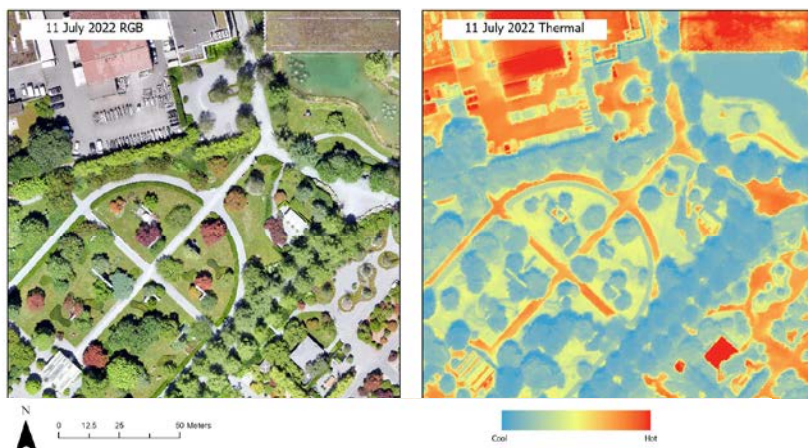 11 July 2022 RGB
11 July 2022 Thermal
N
0 12.5 25 50 Meters
Cool Hot